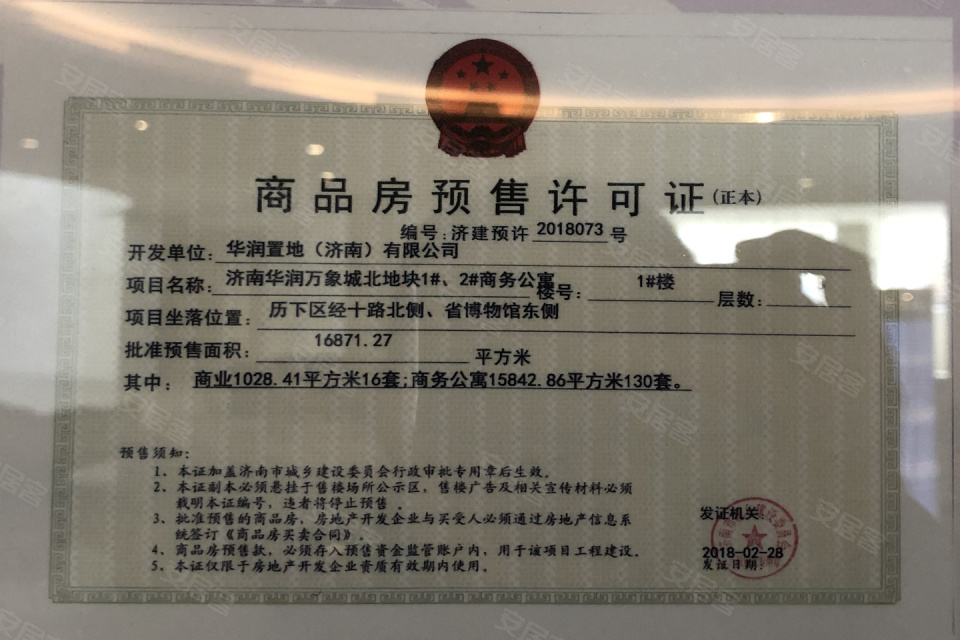 商品房预售许可证(正本)
编号:济建预许 2018073 号
开发单位: 华润置地（济南）有限公司
项目名称: 济南华润万象城北地块1#、2#商务公寓 楼号: 1#楼 层数:
项目坐落位置: 历下区经十路北侧、省博物馆东侧
批准预售面积: 16871.27 平方米
其中: 商业1028.41平方米16套;商务公寓15842.86平方米130套。
预售须知:
1、本证加盖济南市城乡建设委员会行政审批专用章后生效。
2、本证副本必须悬挂于售楼场所公示区，售楼广告及相关宣传材料必须
载明本证编号，违者将停止预售。
3、批准预售的商品房，房地产开发企业与买受人必须通过房地产信息系
统签订《商品房买卖合同》。
4、商品房预售款，必须存入预售资金监管账户内，用于该项目工程建设。
5、本证仅限于房地产开发企业资质有效期内使用。
发证机关:
2018-02-28
发证日期:
安居客